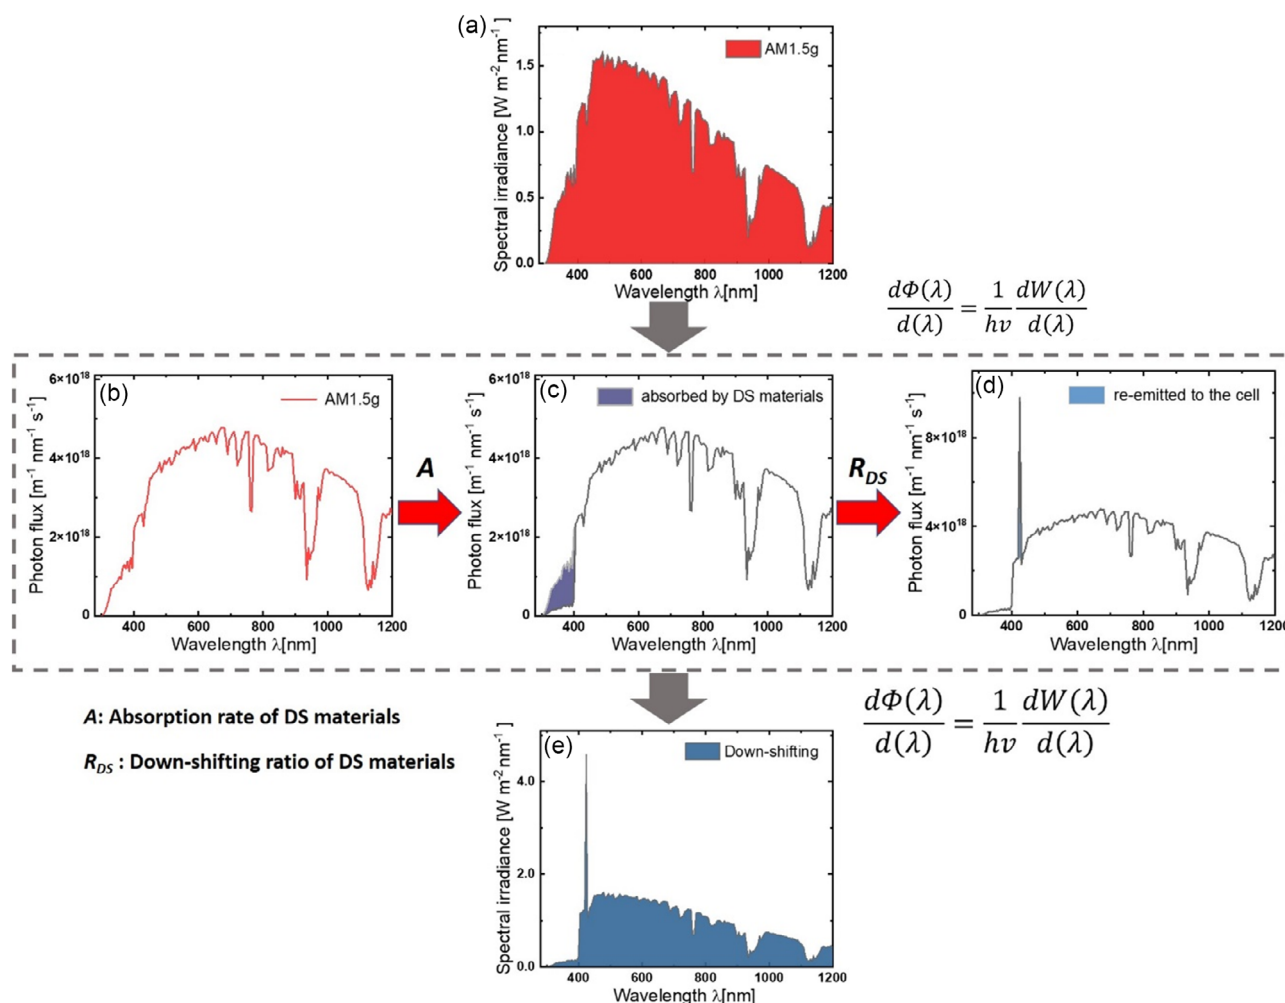 (a)
AM1.5g
Spectral irradiance [W m⁻² nm⁻¹ ]
1.5
1.0
0.5
0.0
400 600 800 1000 1200
Wavelength λ[nm]
dΦ(λ)/d(λ) = 1/hν dW(λ)/d(λ)
(b)
AM1.5g
Photon flux [m⁻¹ nm⁻¹ s⁻¹]
6×10¹⁸
4×10¹⁸
2×10¹⁸
0
400 600 800 1000 1200
Wavelength λ[nm]
A
(c)
absorbed by DS materials
Photon flux [m⁻¹ nm⁻¹ s⁻¹]
6×10¹⁸
4×10¹⁸
2×10¹⁸
0
400 600 800 1000 1200
Wavelength λ[nm]
R_DS
(d)
re-emitted to the cell
Photon flux [m⁻¹ nm⁻¹ s⁻¹]
8×10¹⁸
4×10¹⁸
0
400 600 800 1000 1200
Wavelength λ[nm]
A: Absorption rate of DS materials
R_DS : Down-shifting ratio of DS materials
(e)
Down-shifting
Spectral irradiance [W m⁻² nm⁻¹ ]
4.0
2.0
0.0
400 600 800 1000 1200
Wavelength λ[nm]
dΦ(λ)/d(λ) = 1/hν dW(λ)/d(λ)